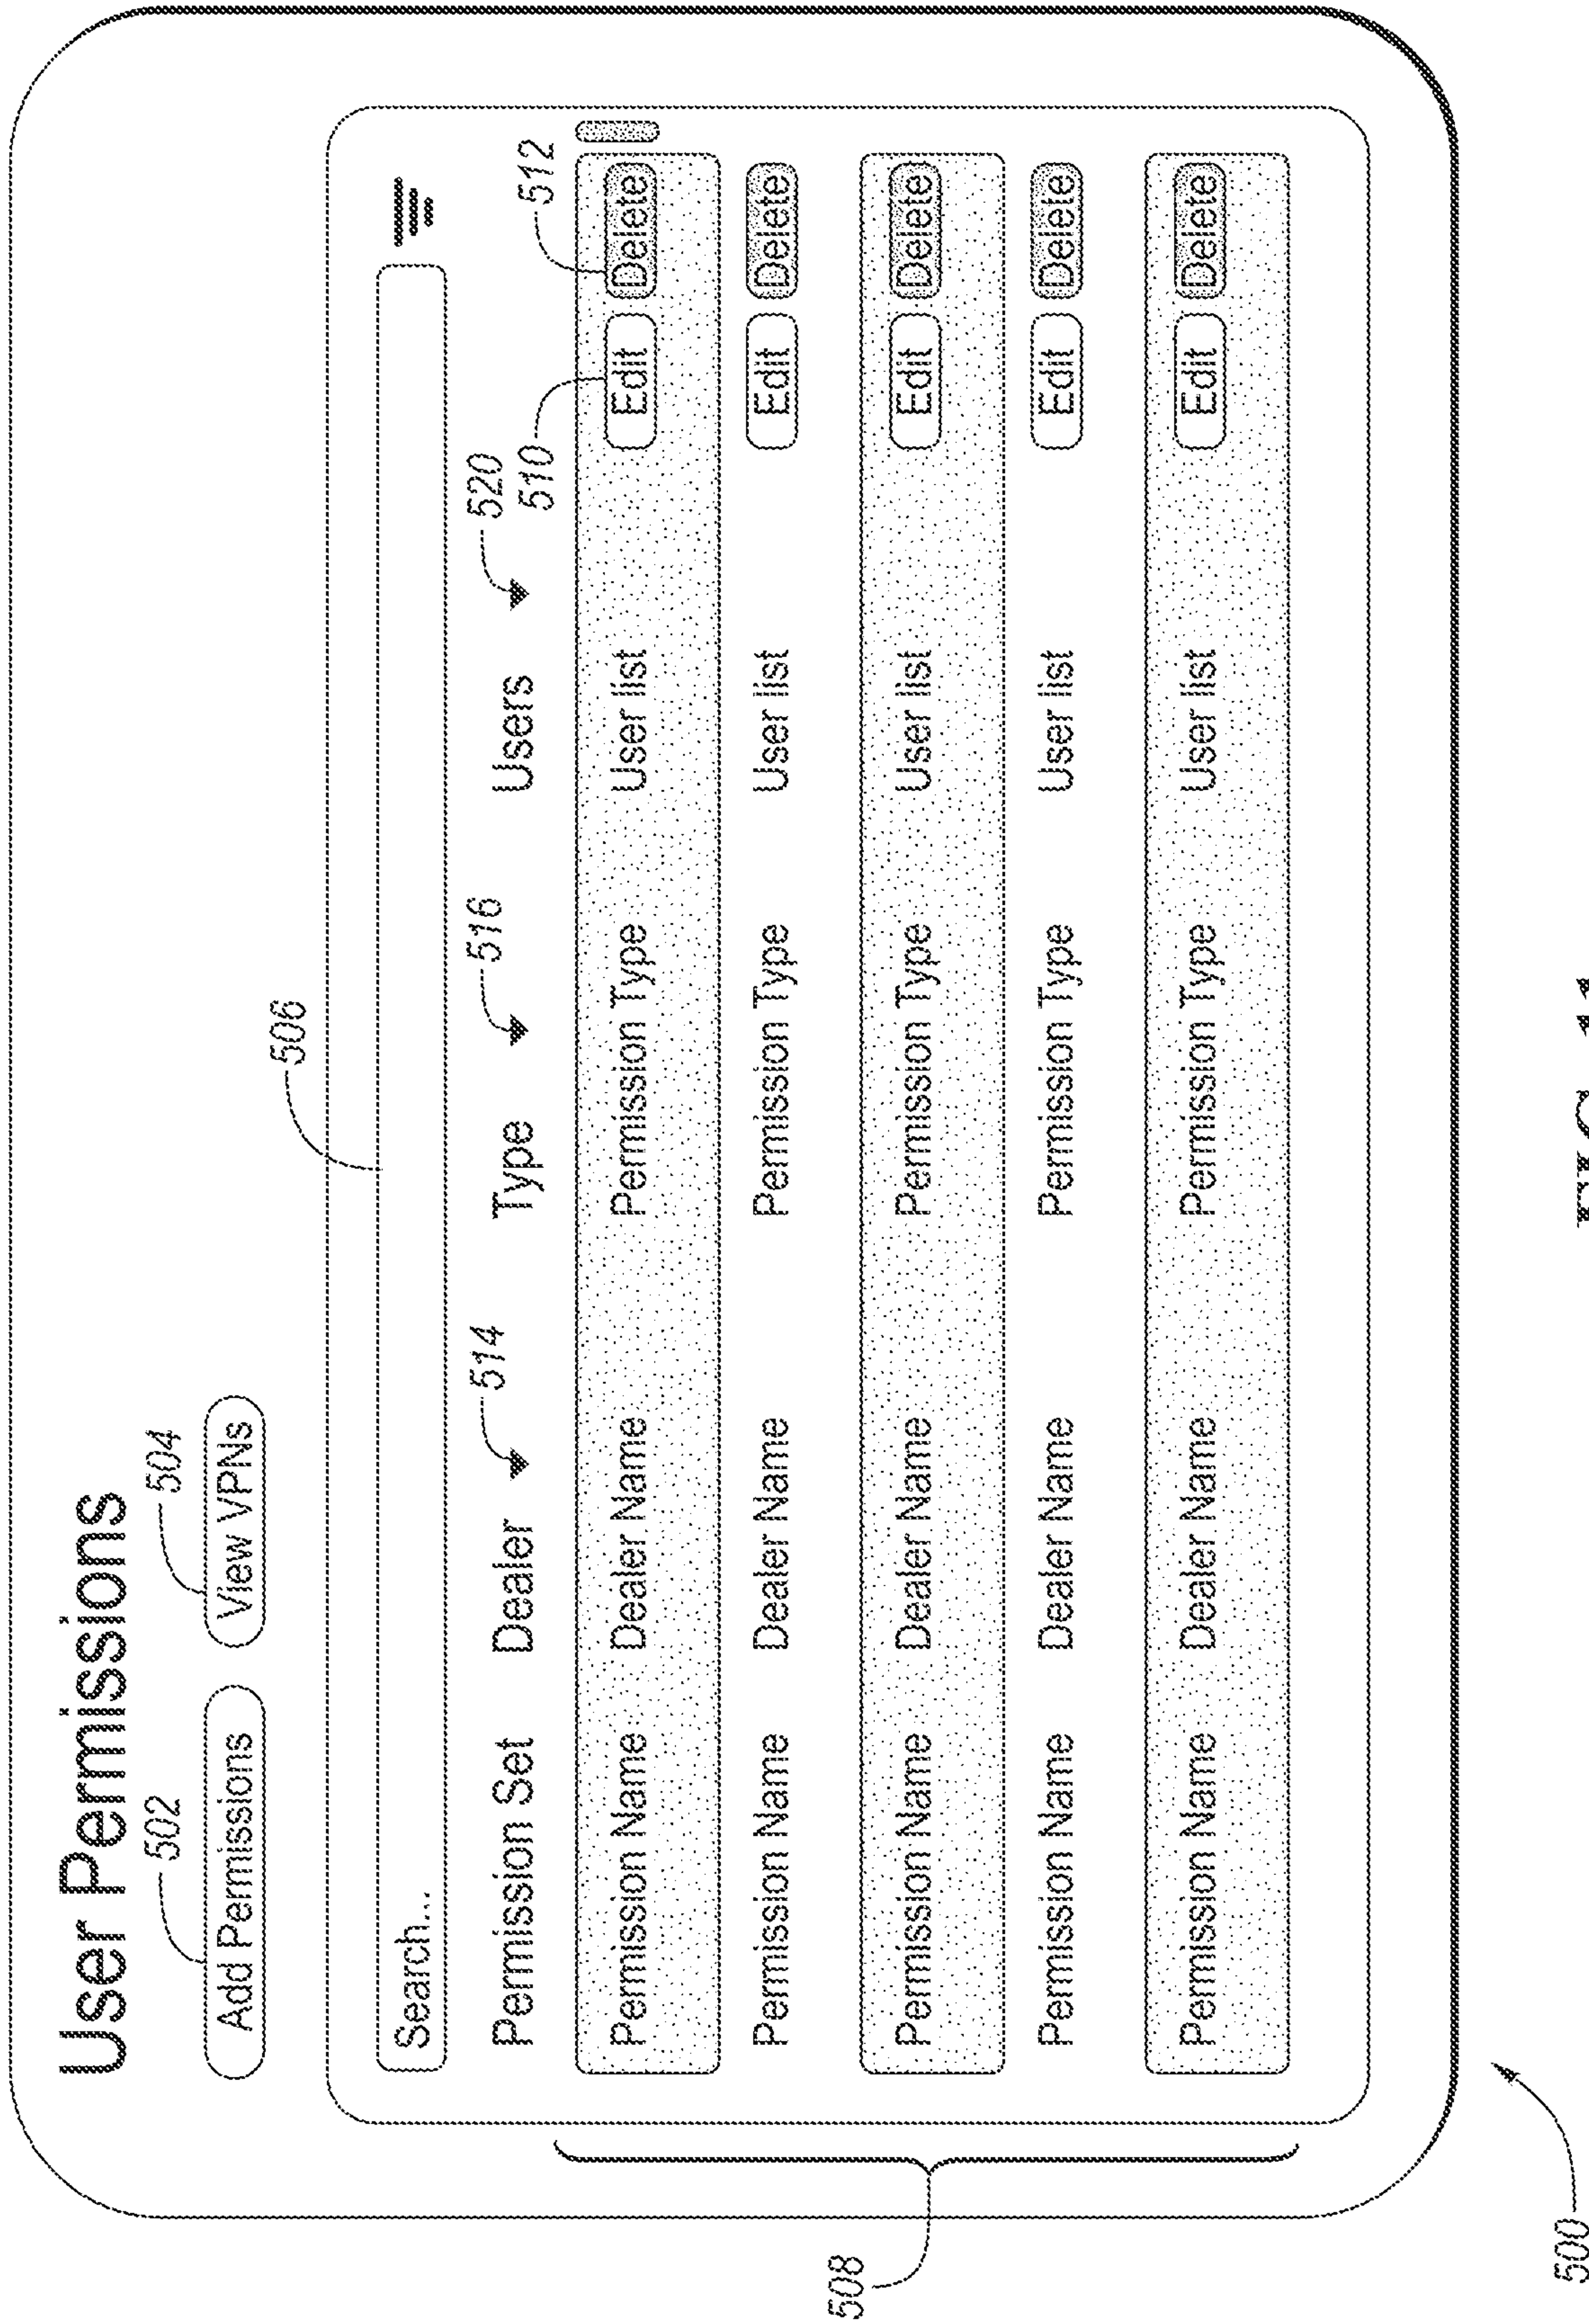 User Permissions
502
504
Add Permissions
View VPNs
506
Search...
512
514
516
520
510
Permission Set
Dealer
Type
Users
Permission Name Dealer Name Permission Type User list Edit Delete
Permission Name Dealer Name Permission Type User list Edit Delete
Permission Name Dealer Name Permission Type User list Edit Delete
Permission Name Dealer Name Permission Type User list Edit Delete
Permission Name Dealer Name Permission Type User list Edit Delete
508
500